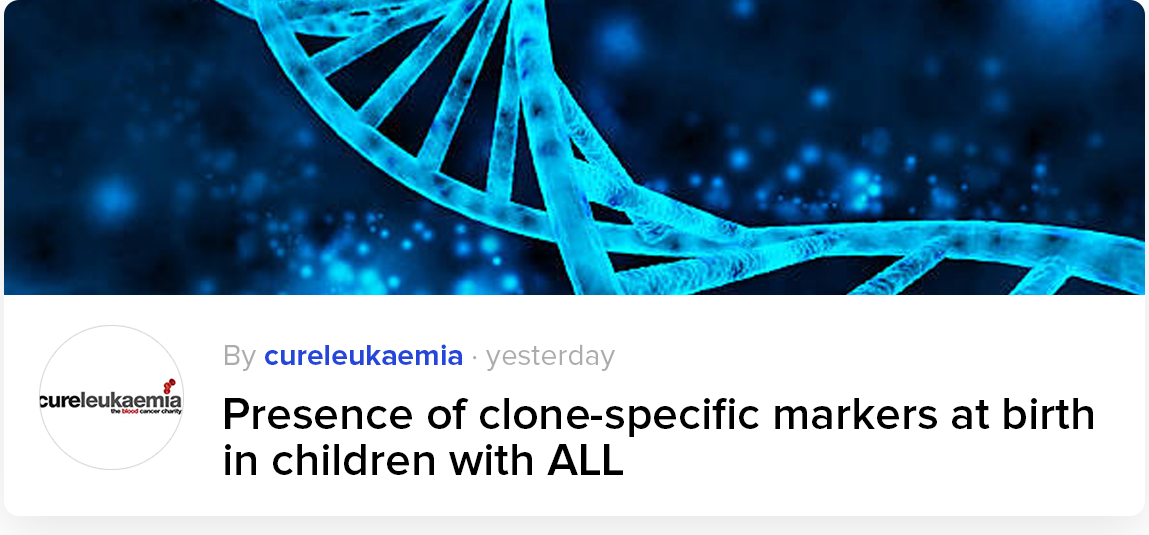 cureleukaemia
the blood cancer charity
By cureleukaemia · yesterday
Presence of clone-specific markers at birth
in children with ALL